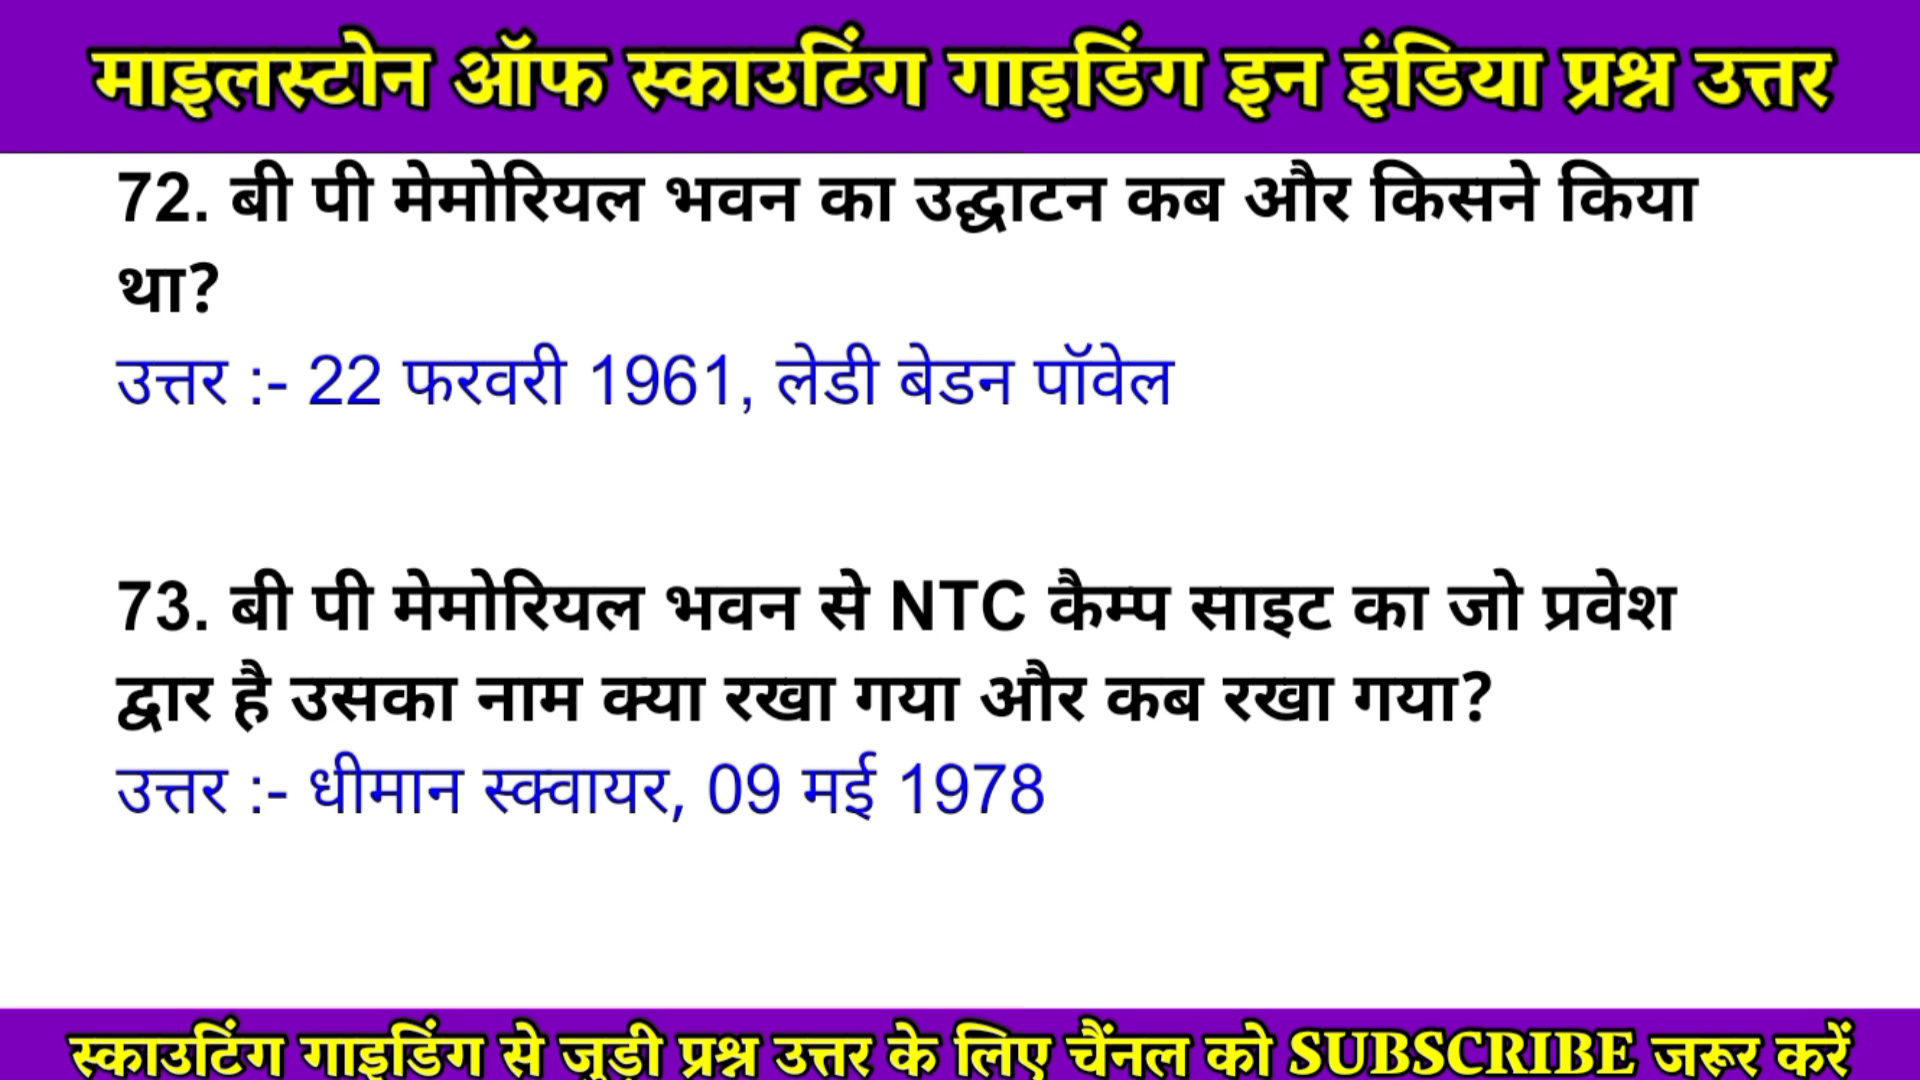 माइलस्टोन ऑफ स्काउटिंग गाइडिंग इन इंडिया प्रश्न उत्तर
72. बी पी मेमोरियल भवन का उद्घाटन कब और किसने किया
था?
उत्तर :- 22 फरवरी 1961, लेडी बेडन पॉवेल
73. बी पी मेमोरियल भवन से NTC कैम्प साइट का जो प्रवेश
द्वार है उसका नाम क्या रखा गया और कब रखा गया?
उत्तर :- धीमान स्क्वायर, 09 मई 1978
स्काउटिंग गाइडिंग से जुड़ी प्रश्न उत्तर के लिए चैंनल को SUBSCRIBE जरूर करें